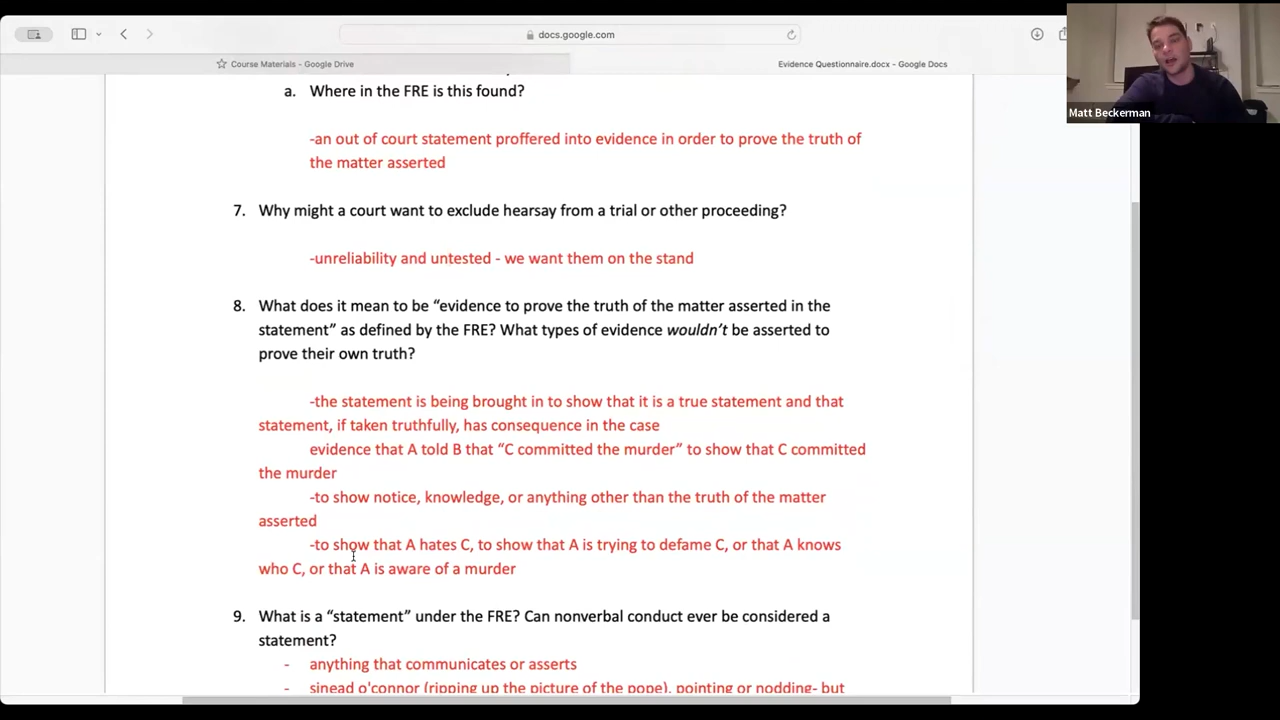 docs.google.com
Course Materials - Google Drive
Evidence Questionnaire.docx - Google Docs
Matt Beckerman
a. Where in the FRE is this found?
-an out of court statement proffered into evidence in order to prove the truth of
the matter asserted
7. Why might a court want to exclude hearsay from a trial or other proceeding?
-unreliability and untested - we want them on the stand
8. What does it mean to be “evidence to prove the truth of the matter asserted in the
statement” as defined by the FRE? What types of evidence wouldn’t be asserted to
prove their own truth?
-the statement is being brought in to show that it is a true statement and that
statement, if taken truthfully, has consequence in the case
evidence that A told B that “C committed the murder” to show that C committed
the murder
-to show notice, knowledge, or anything other than the truth of the matter
asserted
-to show that A hates C, to show that A is trying to defame C, or that A knows
who C, or that A is aware of a murder
9. What is a “statement” under the FRE? Can nonverbal conduct ever be considered a
statement?
- anything that communicates or asserts
- sinead o'connor (ripping up the picture of the pope), pointing or nodding- but